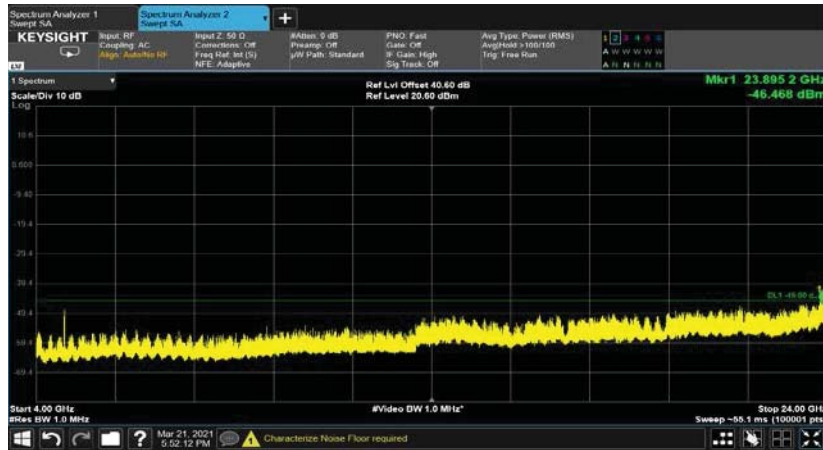 Spectrum Analyzer 1
Swept SA
Spectrum Analyzer 2
Swept SA
KEYSIGHT
Input: RF
Coupling: AC
Align: Auto/No RF
Input Z: 50 Ω
Corrections: Off
Freq Ref: Int (S)
NFE: Adaptive
#Atten: 0 dB
Preamp: Off
µW Path: Standard
PNO: Fast
Gate: Off
IF Gain: High
Sig Track: Off
Avg Type: Power (RMS)
Avg|Hold >100/100
Trig: Free Run
1 2 3 4 5 6
A W W W W W
A N N N N N
1 Spectrum
Scale/Div 10 dB
Log
Ref Lvl Offset 40.60 dB
Ref Level 20.60 dBm
Mkr1 23.895 2 GHz
-46.468 dBm
10.6
0.600
-9.40
-19.4
-29.4
-39.4
-49.4
-59.4
-69.4
Start 4.00 GHz
#Res BW 1.0 MHz
#Video BW 1.0 MHz*
Stop 24.00 GHz
Sweep ~55.1 ms (100001 pts)
Mar 21, 2021
5:52:12 PM
Characterize Noise Floor required